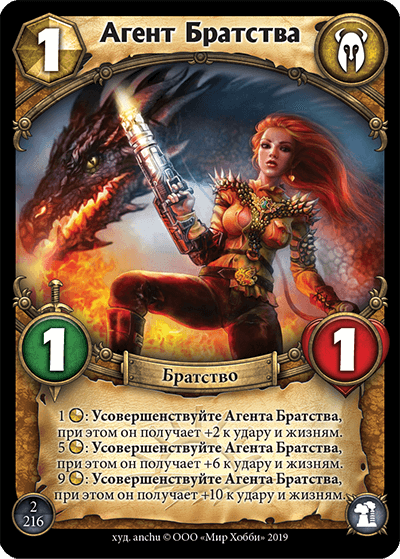 1
Агент Братства
1
1
Братство
1 : Усовершенствуйте Агента Братства,
при этом он получает +2 к удару и жизням.
5 : Усовершенствуйте Агента Братства,
при этом он получает +6 к удару и жизням.
9 : Усовершенствуйте Агента Братства,
при этом он получает +10 к удару и жизням.
2
216
худ. anchu © ООО «Мир Хобби» 2019